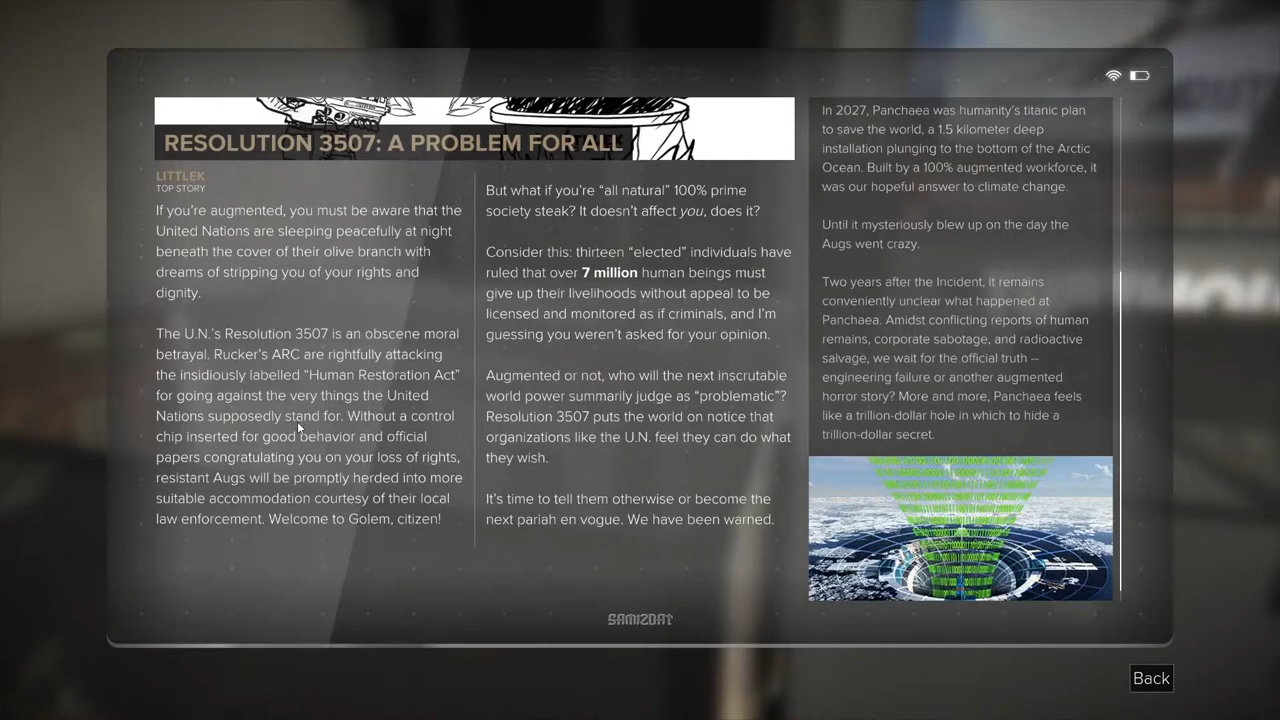 RESOLUTION 3507: A PROBLEM FOR ALL
LITTLEK
TOP STORY
If you're augmented, you must be aware that the
United Nations are sleeping peacefully at night
beneath the cover of their olive branch with
dreams of stripping you of your rights and
dignity.
The U.N.'s Resolution 3507 is an obscene moral
betrayal. Rucker's ARC are rightfully attacking
the insidiously labelled “Human Restoration Act”
for going against the very things the United
Nations supposedly stand for. Without a control
chip inserted for good behavior and official
papers congratulating you on your loss of rights,
resistant Augs will be promptly herded into more
suitable accommodation courtesy of their local
law enforcement. Welcome to Golem, citizen!
But what if you're “all natural” 100% prime
society steak? It doesn't affect you, does it?
Consider this: thirteen “elected” individuals have
ruled that over 7 million human beings must
give up their livelihoods without appeal to be
licensed and monitored as if criminals, and I'm
guessing you weren't asked for your opinion.
Augmented or not, who will the next inscrutable
world power summarily judge as “problematic”?
Resolution 3507 puts the world on notice that
organizations like the U.N. feel they can do what
they wish.
It's time to tell them otherwise or become the
next pariah en vogue. We have been warned.
In 2027, Panchaea was humanity's titanic plan
to save the world, a 1.5 kilometer deep
installation plunging to the bottom of the Arctic
Ocean. Built by a 100% augmented workforce, it
was our hopeful answer to climate change.
Until it mysteriously blew up on the day the
Augs went crazy.
Two years after the Incident, it remains
conveniently unclear what happened at
Panchaea. Amidst conflicting reports of human
remains, corporate sabotage, and radioactive
salvage, we wait for the official truth --
engineering failure or another augmented
horror story? More and more, Panchaea feels
like a trillion-dollar hole in which to hide a
trillion-dollar secret.
SAMIZDAT
Back